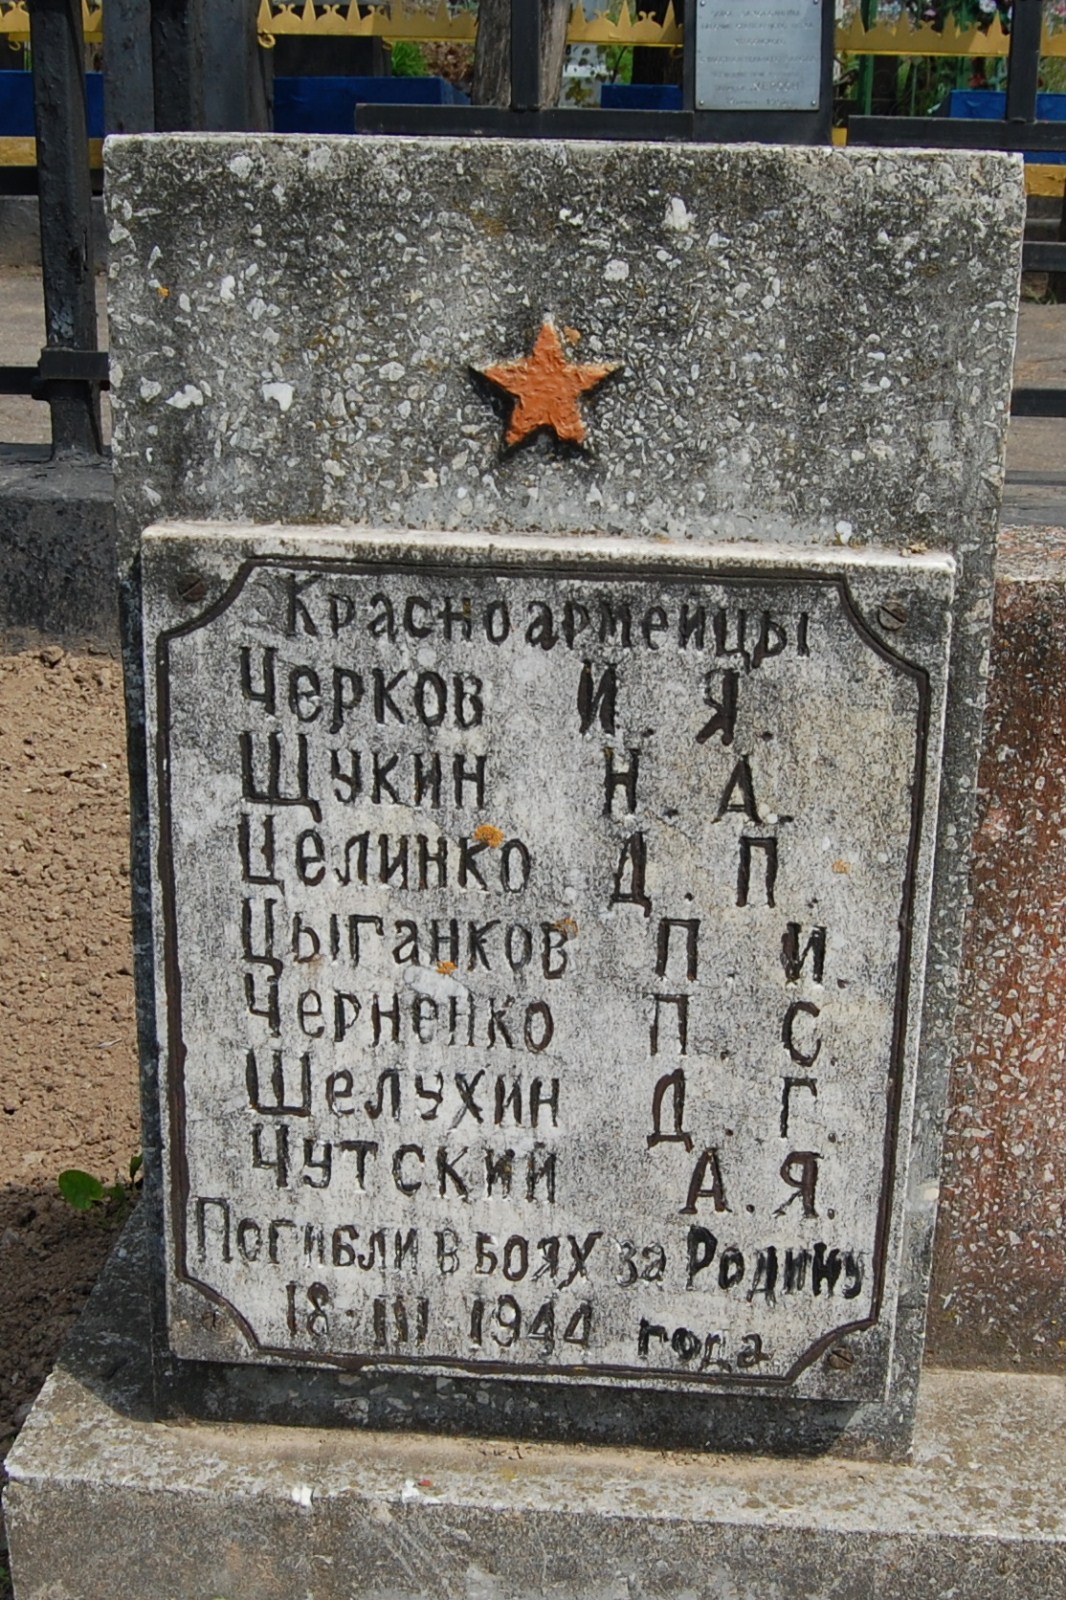 Красноармейцы
Черков И. Я.
Щукин Н. А.
Целинко Д. П.
Цыганков П. И.
Черненко П. С.
Шелухин Д. Г.
Чутский А. Я.
Погибли в боях за Родину
18·III·1944 года